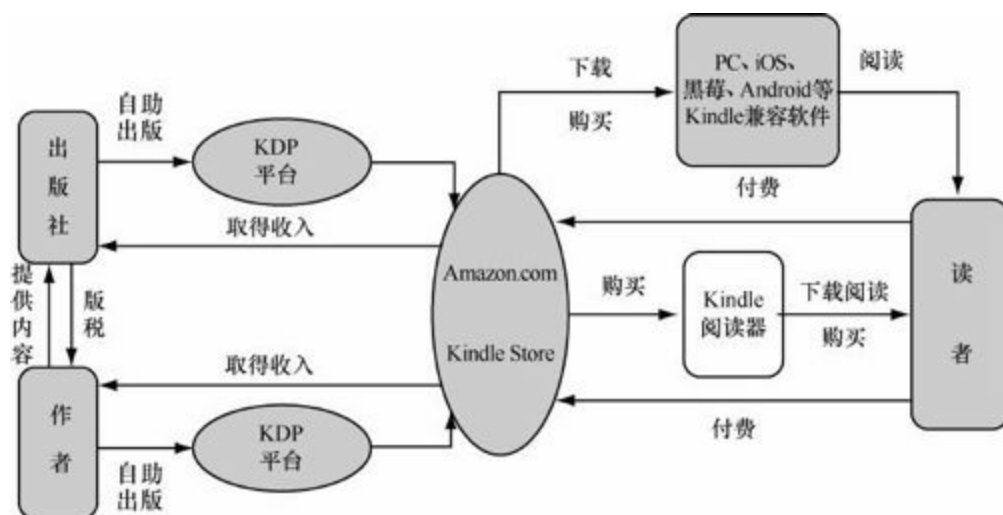 自助
出版
出版社
KDP
平台
取得收入
提供内容
版税
作者
取得收入
KDP
平台
自助
出版
Amazon.com
Kindle Store
下载
购买
PC、iOS、
黑莓、Android等
Kindle兼容软件
阅读
付费
购买
Kindle
阅读器
下载阅读
购买
读者
付费